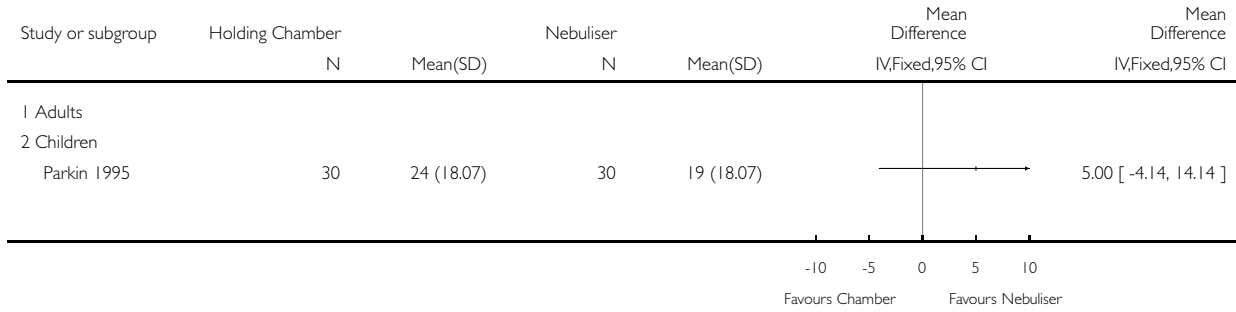 Study or subgroup Holding Chamber Nebuliser Mean Difference Mean Difference
N Mean(SD) N Mean(SD) IV,Fixed,95% CI IV,Fixed,95% CI
1 Adults
2 Children
Parkin 1995 30 24 (18.07) 30 19 (18.07) 5.00 [ -4.14, 14.14 ]
-10 -5 0 5 10
Favours Chamber Favours Nebuliser